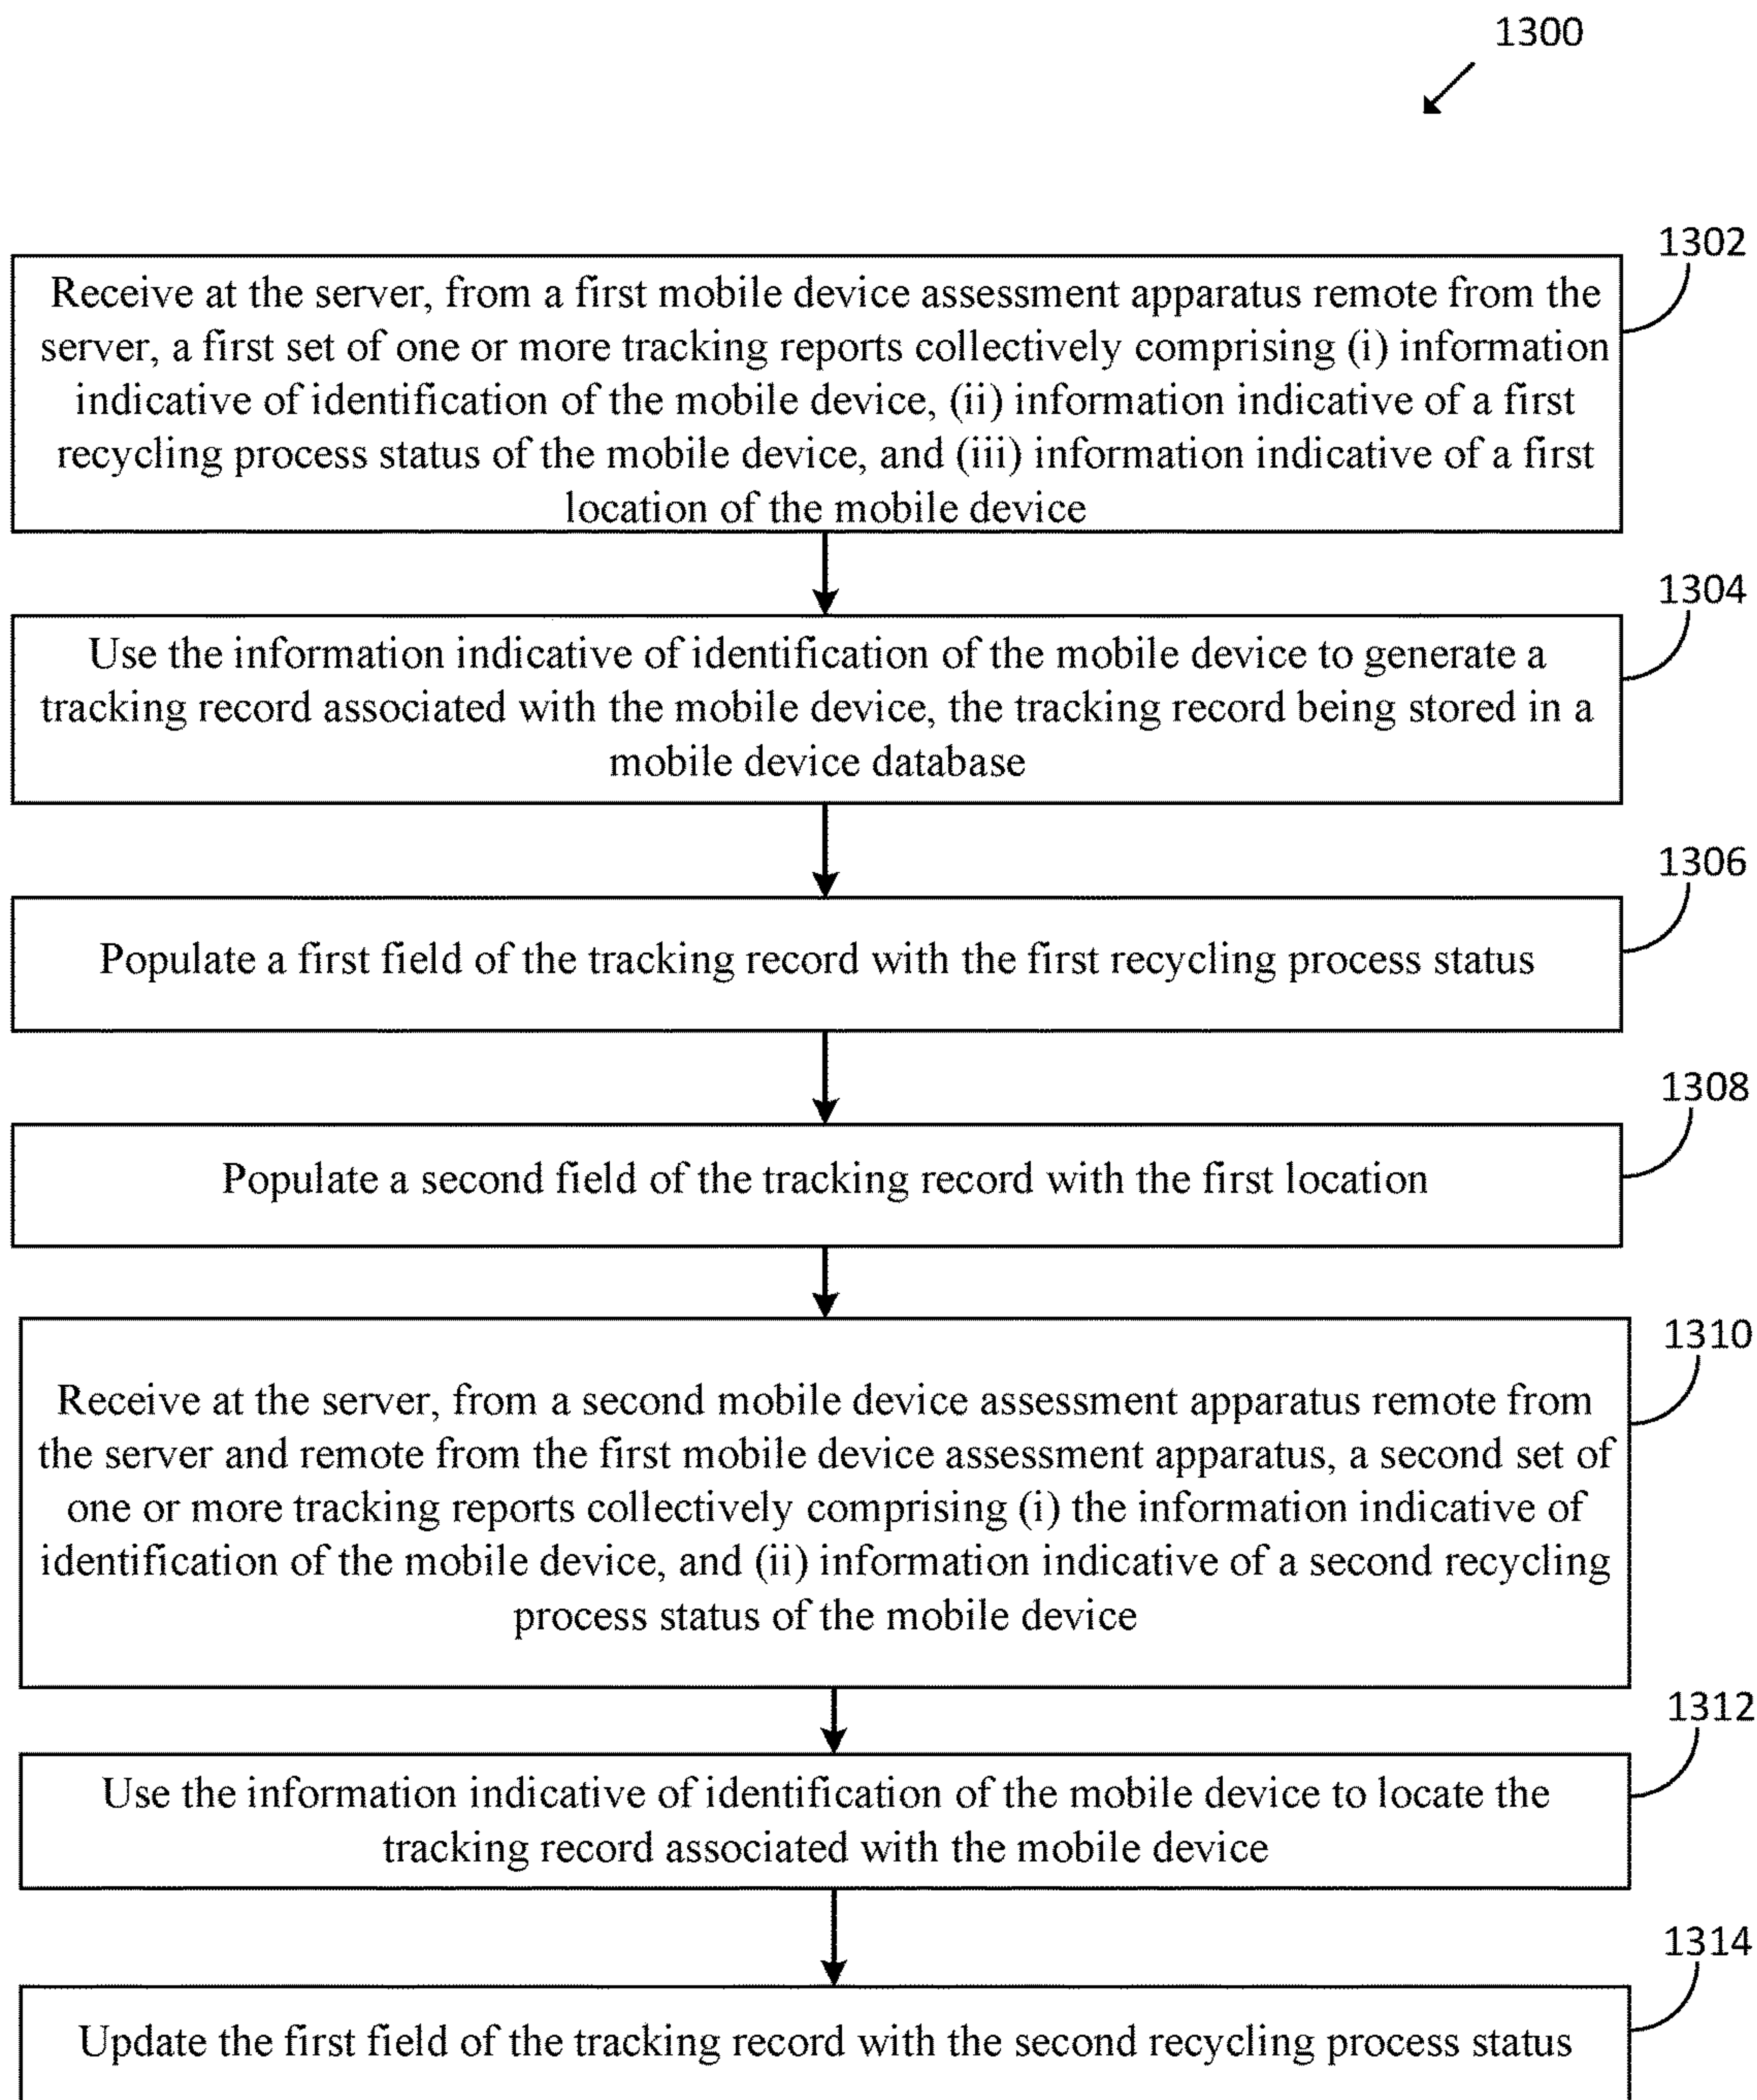 1300
1302
Receive at the server, from a first mobile device assessment apparatus remote from the
server, a first set of one or more tracking reports collectively comprising (i) information
indicative of identification of the mobile device, (ii) information indicative of a first
recycling process status of the mobile device, and (iii) information indicative of a first
location of the mobile device
1304
Use the information indicative of identification of the mobile device to generate a
tracking record associated with the mobile device, the tracking record being stored in a
mobile device database
1306
Populate a first field of the tracking record with the first recycling process status
1308
Populate a second field of the tracking record with the first location
1310
Receive at the server, from a second mobile device assessment apparatus remote from
the server and remote from the first mobile device assessment apparatus, a second set of
one or more tracking reports collectively comprising (i) the information indicative of
identification of the mobile device, and (ii) information indicative of a second recycling
process status of the mobile device
1312
Use the information indicative of identification of the mobile device to locate the
tracking record associated with the mobile device
1314
Update the first field of the tracking record with the second recycling process status